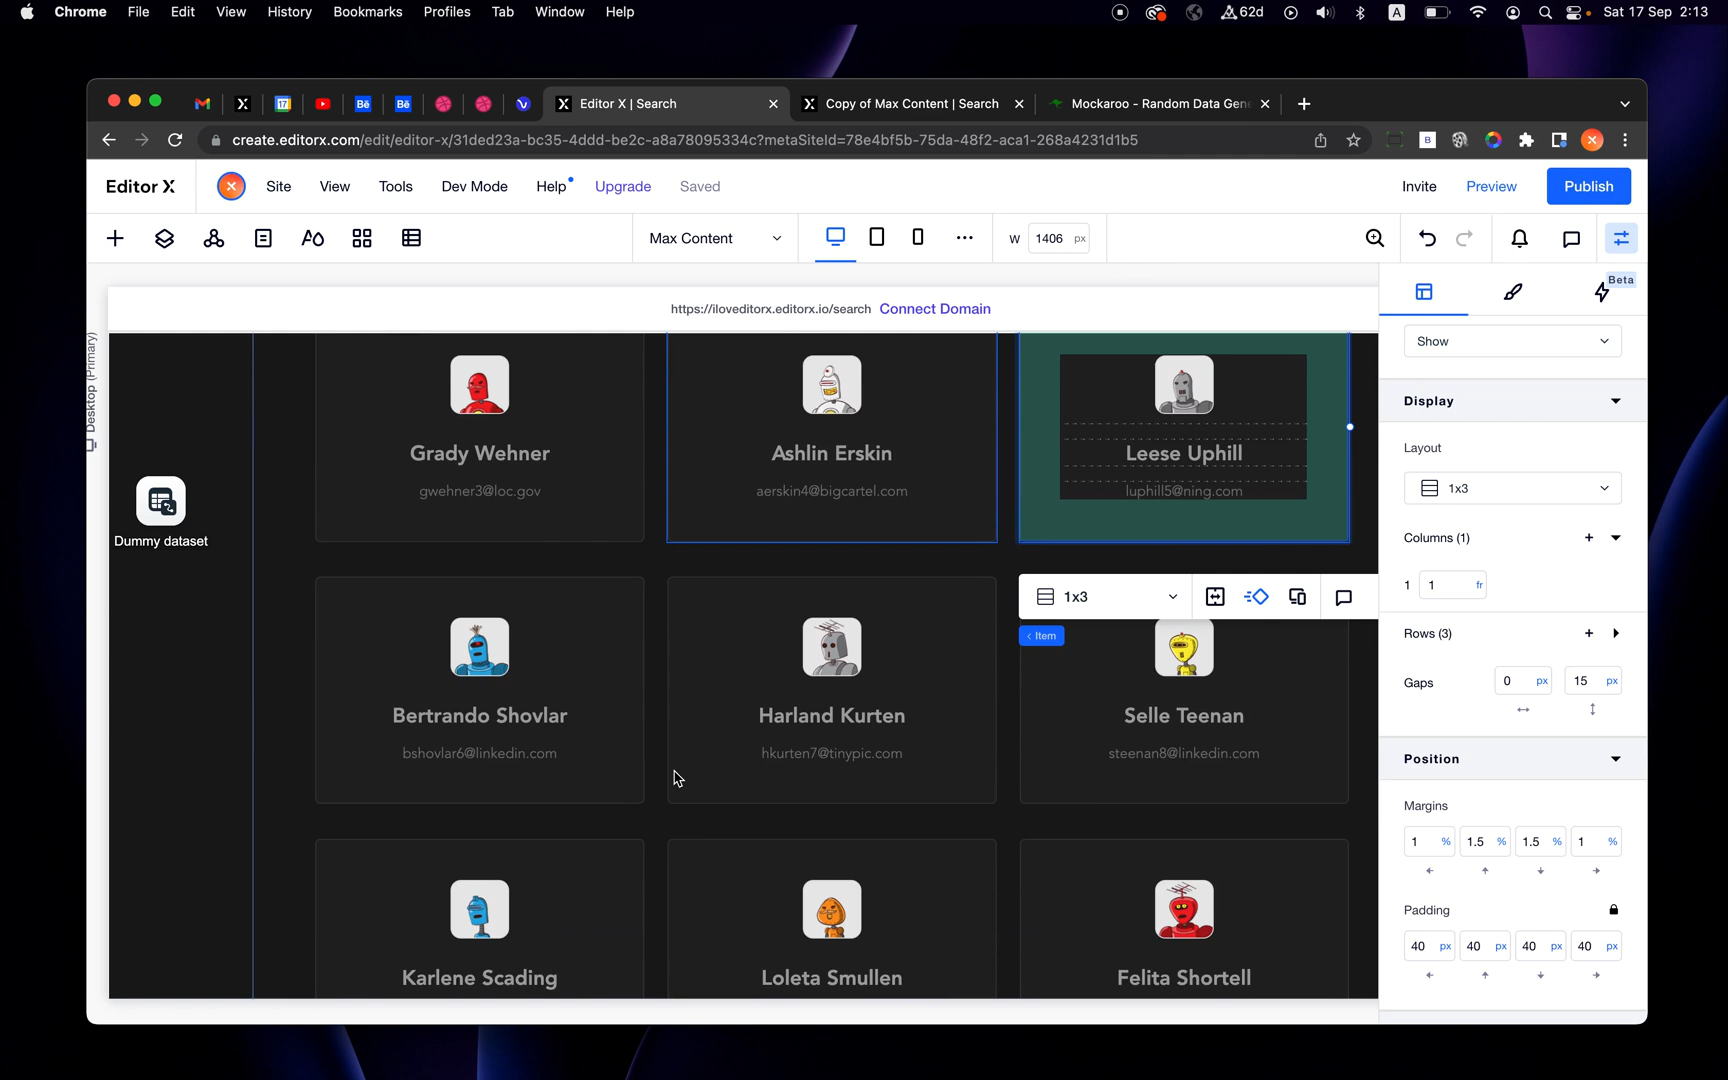 Chrome File Edit View History Bookmarks Profiles Tab Window Help 62d A Sat 17 Sep 2:13
17 Bē Bē Editor X | Search Copy of Max Content | Search Mockaroo - Random Data Gene
create.editorx.com/edit/editor-x/31ded23a-bc35-4ddd-be2c-a8a78095334c?metaSiteId=78e4bf5b-75da-48f2-aca1-268a4231d1b5 B
Editor X Site View Tools Dev Mode Help Upgrade Saved Invite Preview Publish
Max Content W 1406 px
Beta
https://iloveditorx.editorx.io/search Connect Domain
Desktop (Primary)
Show
Display
Layout
1x3
Columns (1)
1 1 fr
Rows (3)
Gaps 0 px 15 px
Position
Margins
1 % 1.5 % 1.5 % 1 %
Padding
40 px 40 px 40 px 40 px
Dummy dataset
Grady Wehner Ashlin Erskin Leese Uphill
gwehner3@loc.gov aerskin4@bigcartel.com luphill5@ning.com
1x3
< Item
Bertrando Shovlar Harland Kurten Selle Teenan
bshovlar6@linkedin.com hkurten7@tinypic.com steenan8@linkedin.com
Karlene Scading Loleta Smullen Felita Shortell